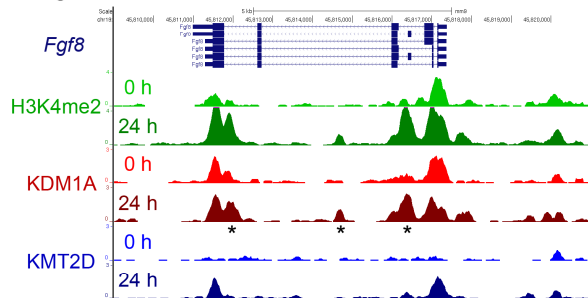 Scale
5 kb
mm9
chr19:
45,810,000
45,811,000
45,812,000
45,813,000
45,814,000
45,815,000
45,816,000
45,817,000
45,818,000
45,819,000
45,820,000
Fgf8
Fgf8
Fgf8
Fgf8
Fgf8
Fgf8
Fgf8
4
0 h
H3K4me2
0
4
24 h
0
3
0 h
KDM1A
0
3
24 h
0
* * *
3
0 h
KMT2D
0
3
24 h
0